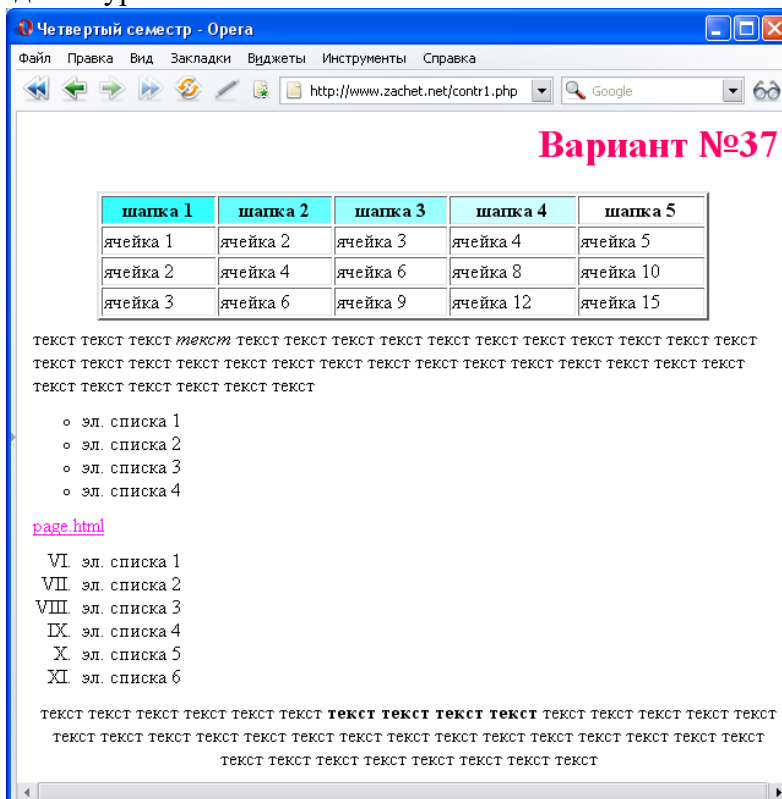 Четвертый семестр - Opera
Файл Правка Вид Закладки Виджеты Инструменты Справка
http://www.zachet.net/contr1.php Google
Вариант №37
шапка 1 шапка 2 шапка 3 шапка 4 шапка 5
ячейка 1 ячейка 2 ячейка 3 ячейка 4 ячейка 5
ячейка 2 ячейка 4 ячейка 6 ячейка 8 ячейка 10
ячейка 3 ячейка 6 ячейка 9 ячейка 12 ячейка 15
текст текст текст текст текст текст текст текст текст текст текст текст текст текст текст
текст текст текст текст текст текст текст текст текст текст текст текст текст текст текст
текст текст текст текст текст текст
эл. списка 1
эл. списка 2
эл. списка 3
эл. списка 4
page.html
VI. эл. списка 1
VII. эл. списка 2
VIII. эл. списка 3
IX. эл. списка 4
X. эл. списка 5
XI. эл. списка 6
текст текст текст текст текст текст текст текст текст текст текст текст текст текст текст
текст текст текст текст текст текст текст текст текст текст текст текст текст текст текст
текст текст текст текст текст текст текст текст